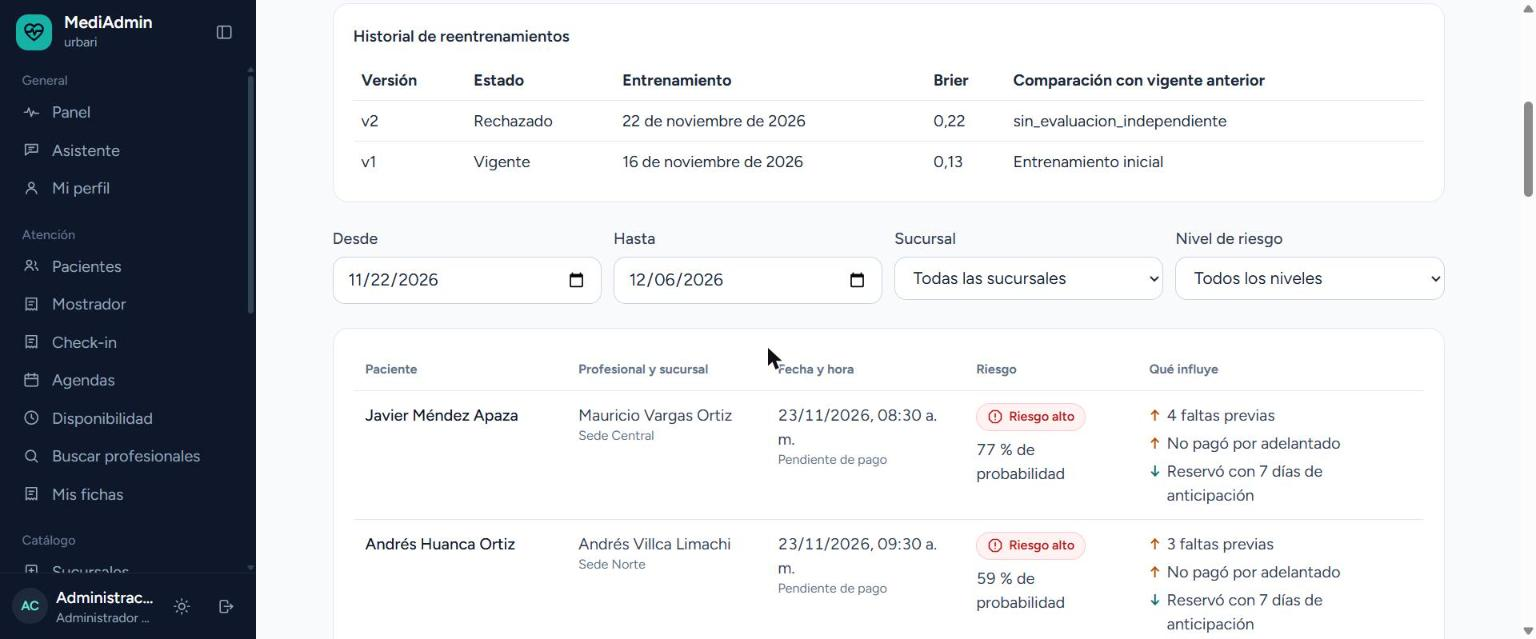 MediAdmin
urbari
General
Panel
Asistente
Mi perfil
Atención
Pacientes
Mostrador
Check-in
Agendas
Disponibilidad
Buscar profesionales
Mis fichas
Catálogo
Sucursales
AC
Administrac...
Administrador ...
Historial de reentrenamientos
Versión Estado Entrenamiento Brier Comparación con vigente anterior
v2 Rechazado 22 de noviembre de 2026 0,22 sin_evaluacion_independiente
v1 Vigente 16 de noviembre de 2026 0,13 Entrenamiento inicial
Desde Hasta Sucursal Nivel de riesgo
11/22/2026 12/06/2026 Todas las sucursales Todos los niveles
Paciente Profesional y sucursal Fecha y hora Riesgo Qué influye
Javier Méndez Apaza
Mauricio Vargas Ortiz
Sede Central
23/11/2026, 08:30 a.
m.
Pendiente de pago
Riesgo alto
77 % de
probabilidad
↑ 4 faltas previas
↑ No pagó por adelantado
↓ Reservó con 7 días de
anticipación
Andrés Huanca Ortiz
Andrés Villca Limachi
Sede Norte
23/11/2026, 09:30 a.
m.
Pendiente de pago
Riesgo alto
59 % de
probabilidad
↑ 3 faltas previas
↑ No pagó por adelantado
↓ Reservó con 7 días de
anticipación